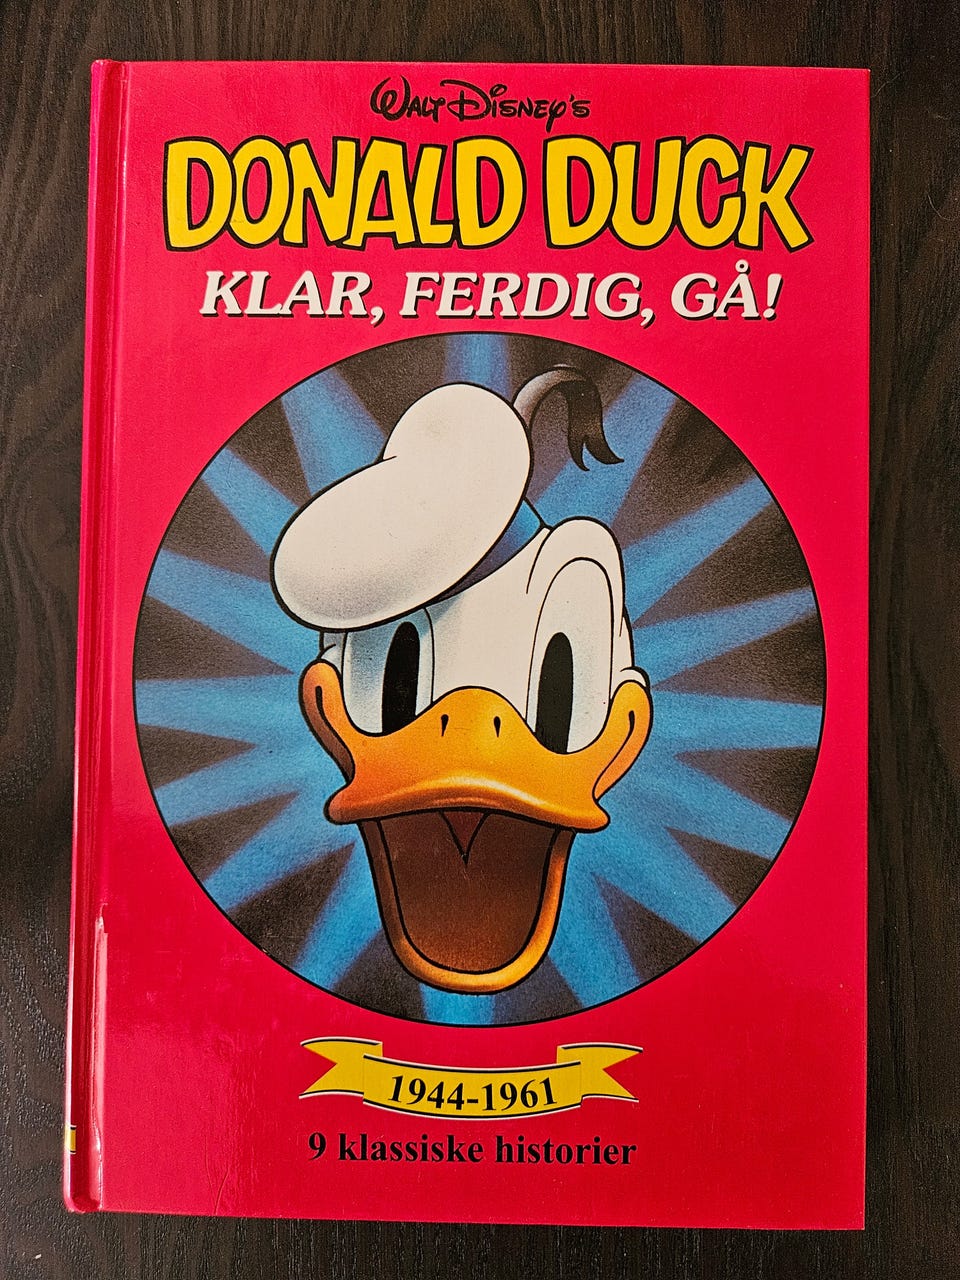 Walt Disney's
DONALD DUCK
KLAR, FERDIG, GÅ!
1944-1961
9 klassiske historier